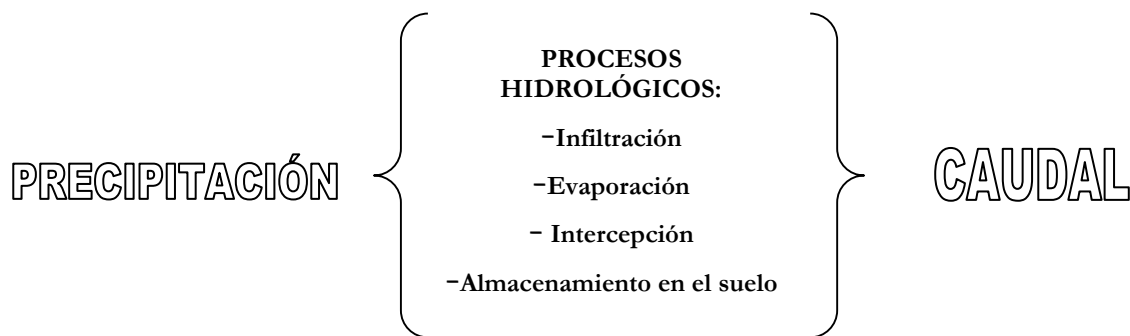 PRECIPITACIÓN
PROCESOS
HIDROLÓGICOS:
-Infiltración
-Evaporación
- Intercepción
-Almacenamiento en el suelo
CAUDAL